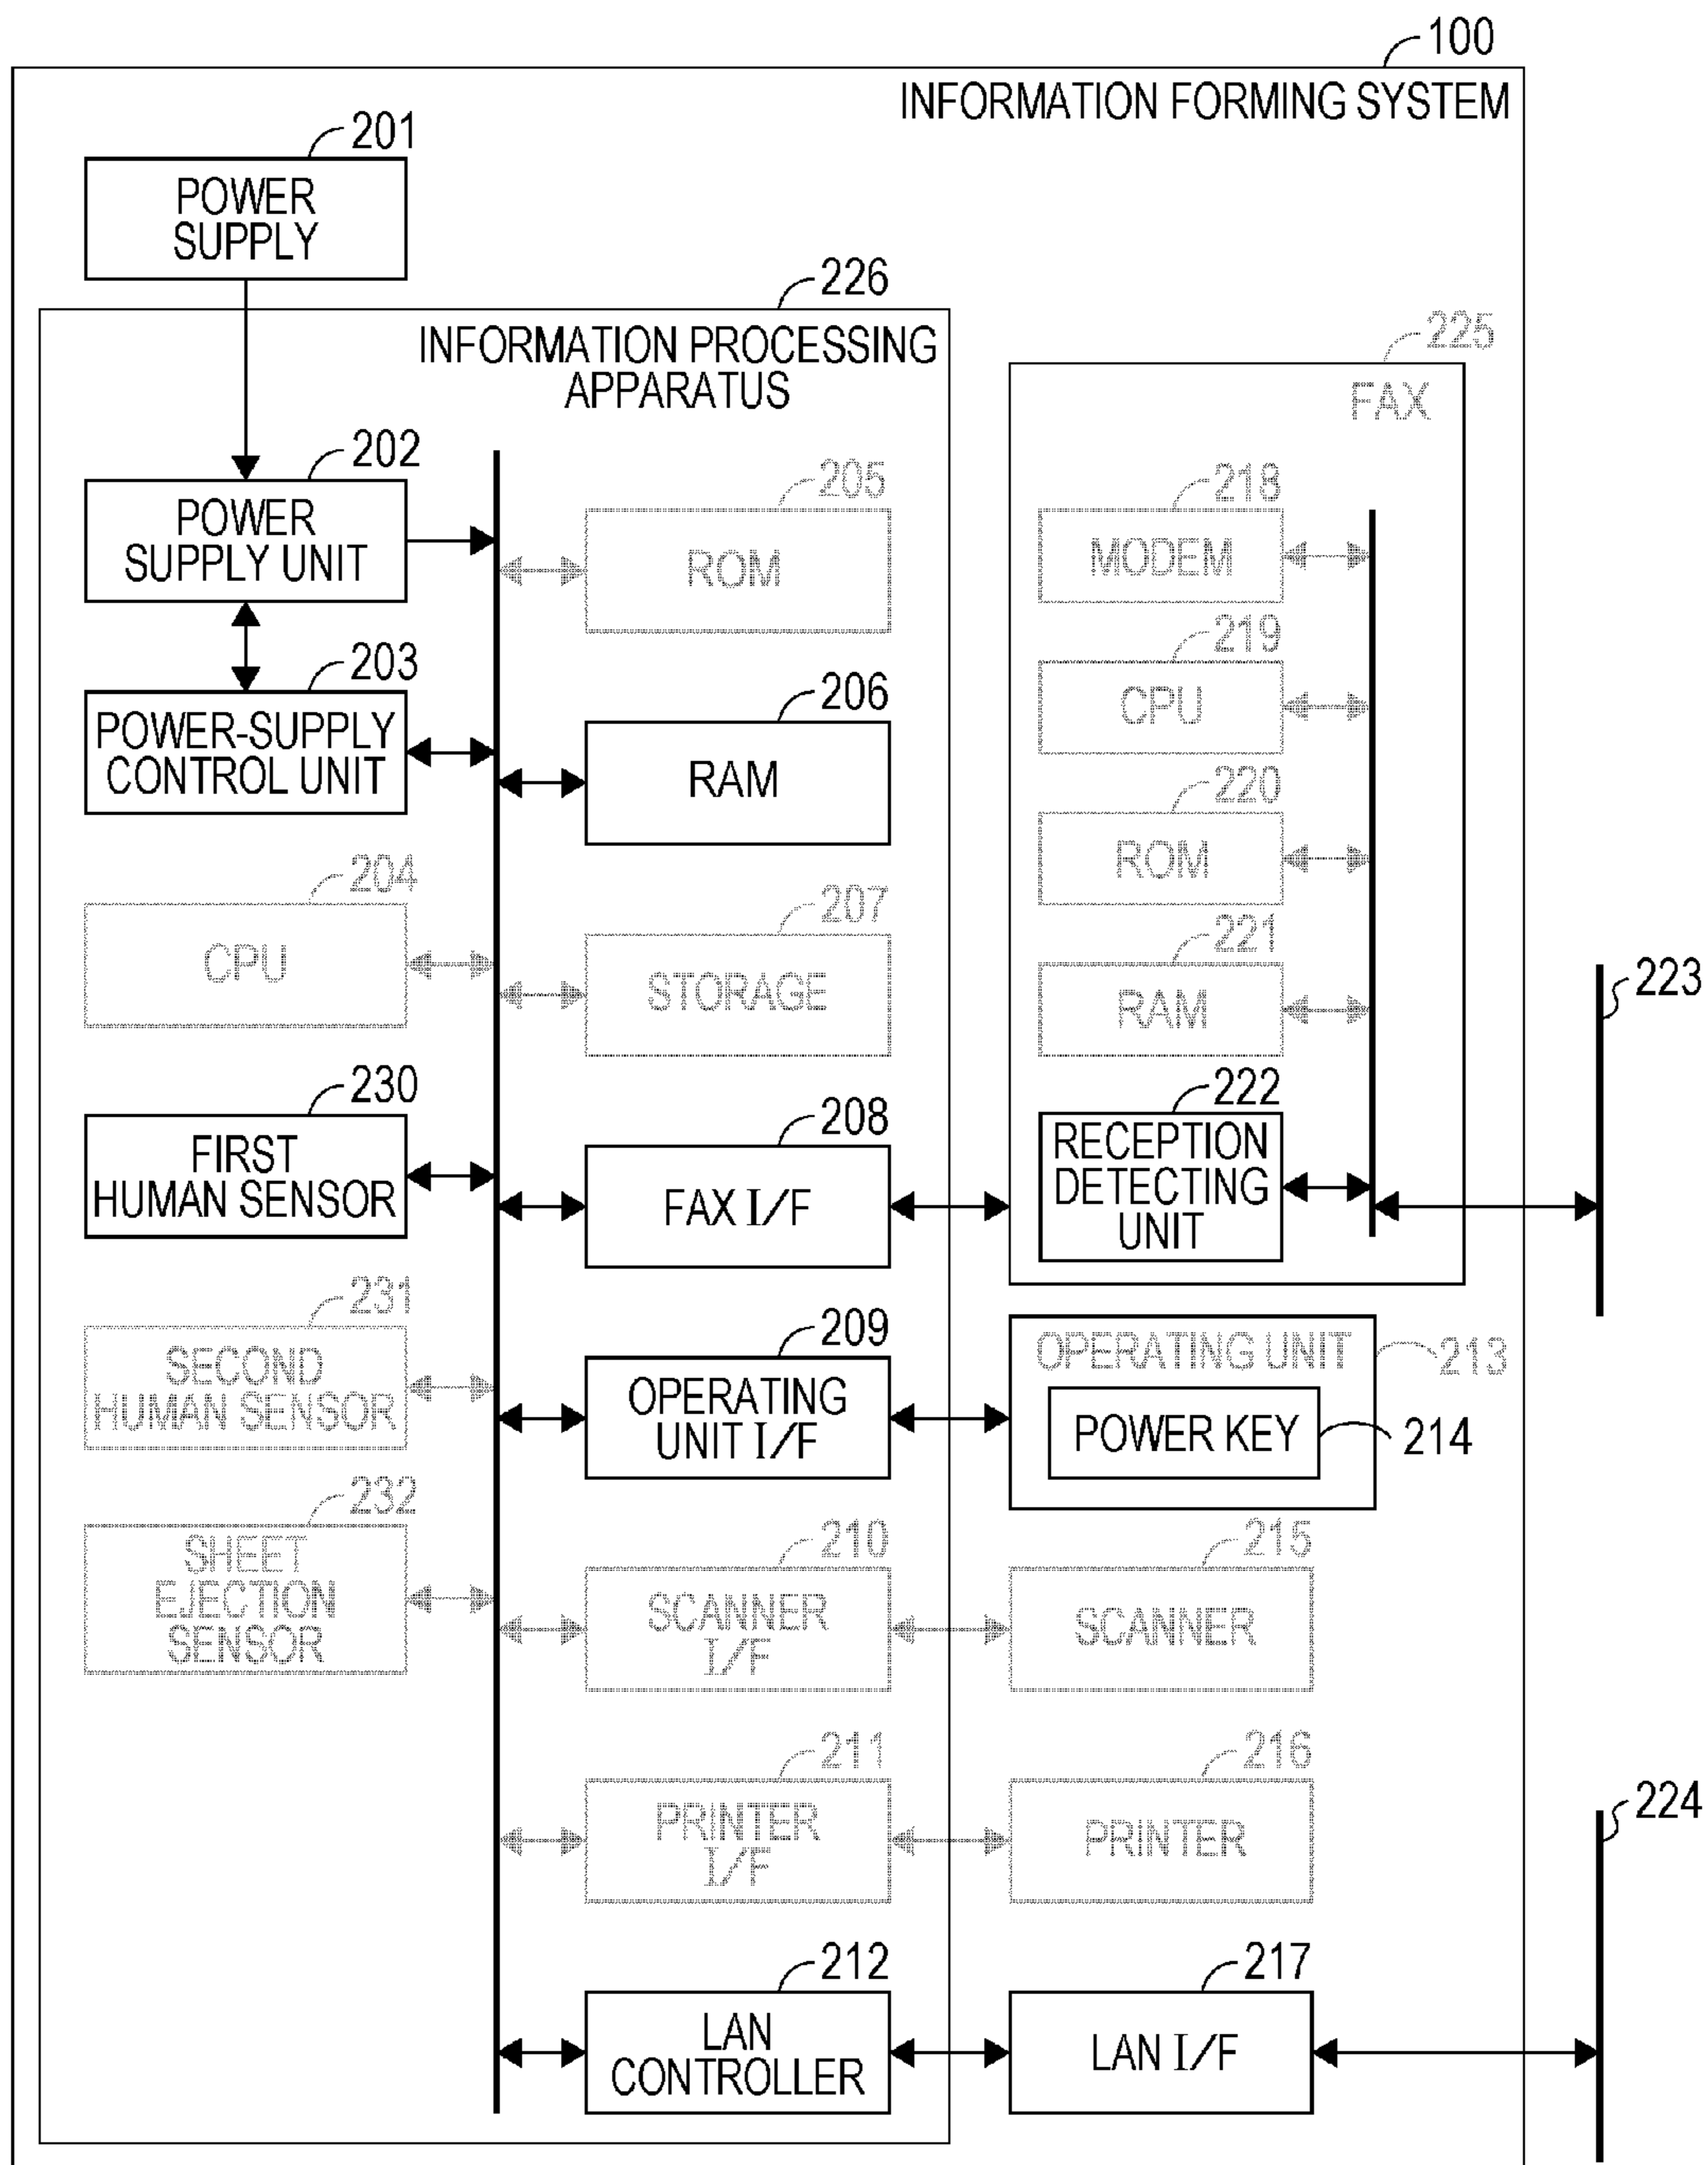 100
INFORMATION FORMING SYSTEM
201
POWER
SUPPLY
226
INFORMATION PROCESSING
APPARATUS
225
FAX
202
POWER
SUPPLY UNIT
205
ROM
218
MODEM
203
POWER-SUPPLY
CONTROL UNIT
206
RAM
219
CPU
220
ROM
204
CPU
207
STORAGE
221
RAM
223
230
FIRST
HUMAN SENSOR
208
FAX I/F
222
RECEPTION
DETECTING
UNIT
231
SECOND
HUMAN SENSOR
209
OPERATING
UNIT I/F
OPERATING UNIT
213
POWER KEY
214
232
SHEET
EJECTION
SENSOR
210
SCANNER
I/F
215
SCANNER
211
PRINTER
I/F
216
PRINTER
224
212
LAN
CONTROLLER
217
LAN I/F